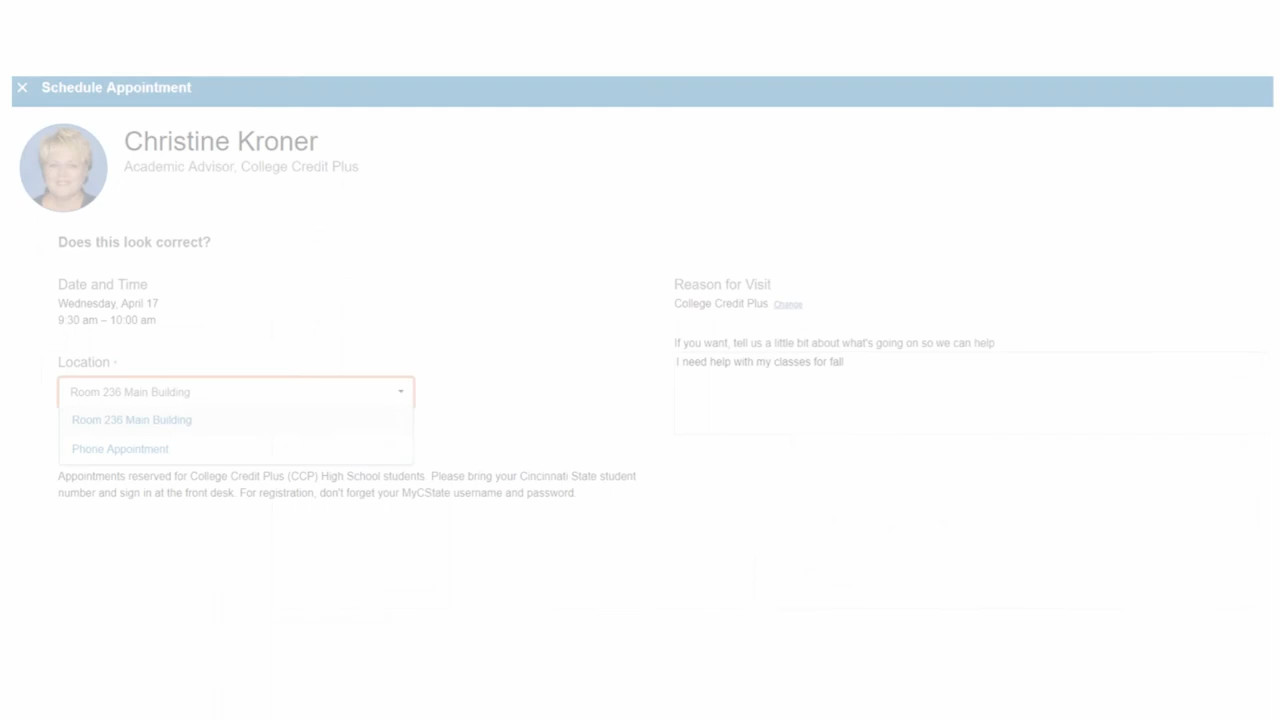 Schedule Appointment
Christine Kroner
Academic Advisor, College Credit Plus
Does this look correct?
Date and Time
Wednesday, April 17
9:30 am – 10:00 am
Location *
Room 236 Main Building
Room 236 Main Building
Phone Appointment
Appointments reserved for College Credit Plus (CCP) High School students. Please bring your Cincinnati State student
number and sign in at the front desk. For registration, don't forget your MyCState username and password.
Reason for Visit
College Credit Plus Change
If you want, tell us a little bit about what's going on so we can help
I need help with my classes for fall